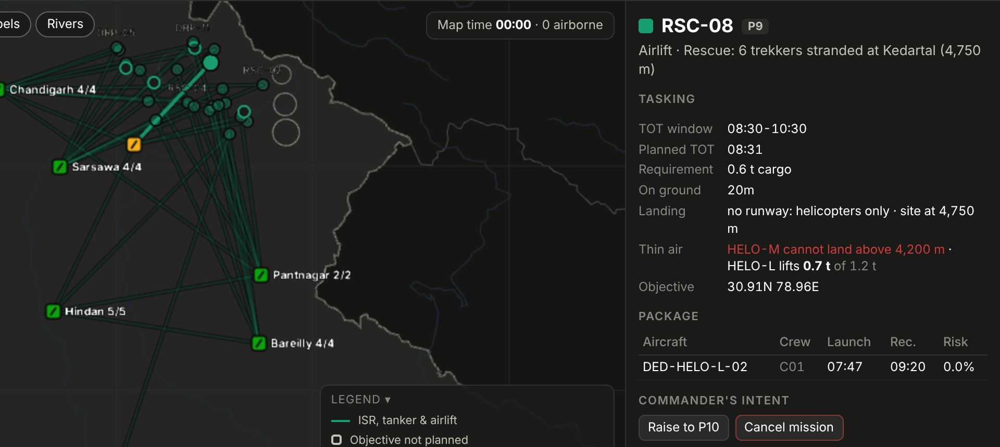 Rivers
Map time 00:00 · 0 airborne
DRP-11
RSC-02
RSC-04
Chandigarh 4/4
Sarsawa 4/4
Pantnagar 2/2
Hindan 5/5
Bareilly 4/4
LEGEND ▾
ISR, tanker & airlift
Objective not planned
RSC-08 P9
Airlift · Rescue: 6 trekkers stranded at Kedartal (4,750
m)
TASKING
TOT window 08:30-10:30
Planned TOT 08:31
Requirement 0.6 t cargo
On ground 20m
Landing no runway: helicopters only · site at 4,750
m
Thin air HELO-M cannot land above 4,200 m ·
HELO-L lifts 0.7 t of 1.2 t
Objective 30.91N 78.96E
PACKAGE
Aircraft Crew Launch Rec. Risk
DED-HELO-L-02 C01 07:47 09:20 0.0%
COMMANDER'S INTENT
Raise to P10 Cancel mission